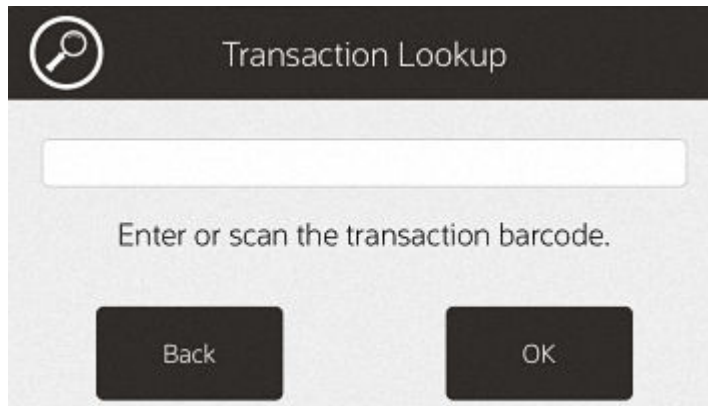 Transaction Lookup
Enter or scan the transaction barcode.
Back
OK